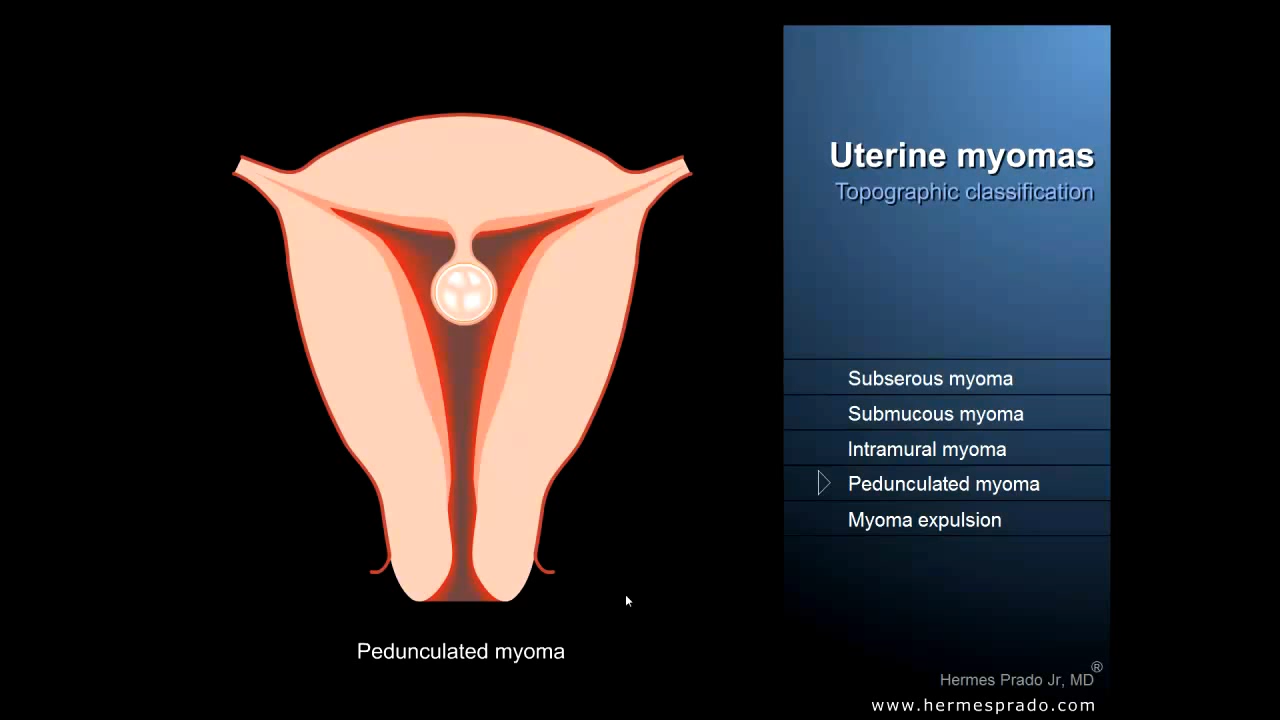 Uterine myomas
Topographic classification
Subserous myoma
Submucous myoma
Intramural myoma
Pedunculated myoma
Myoma expulsion
Pedunculated myoma
Hermes Prado Jr, MD®
www.hermesprado.com